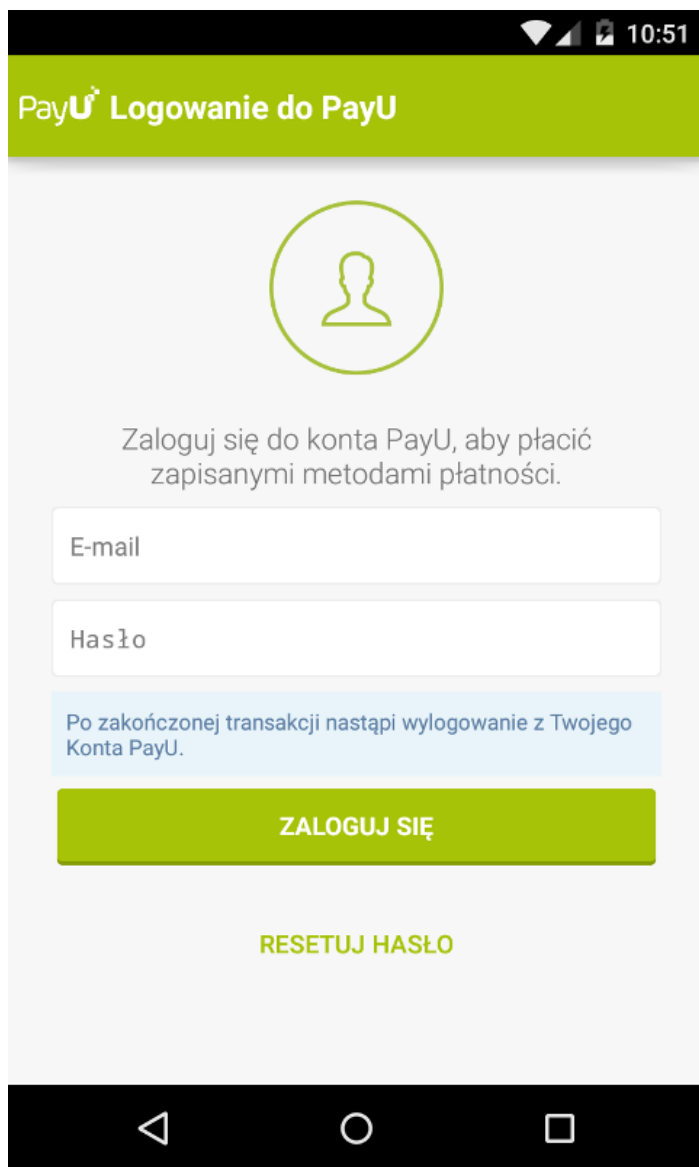 10:51
PayU Logowanie do PayU
Zaloguj się do konta PayU, aby płacić
zapisanymi metodami płatności.
E-mail
Hasło
Po zakończonej transakcji nastąpi wylogowanie z Twojego
Konta PayU.
ZALOGUJ SIĘ
RESETUJ HASŁO